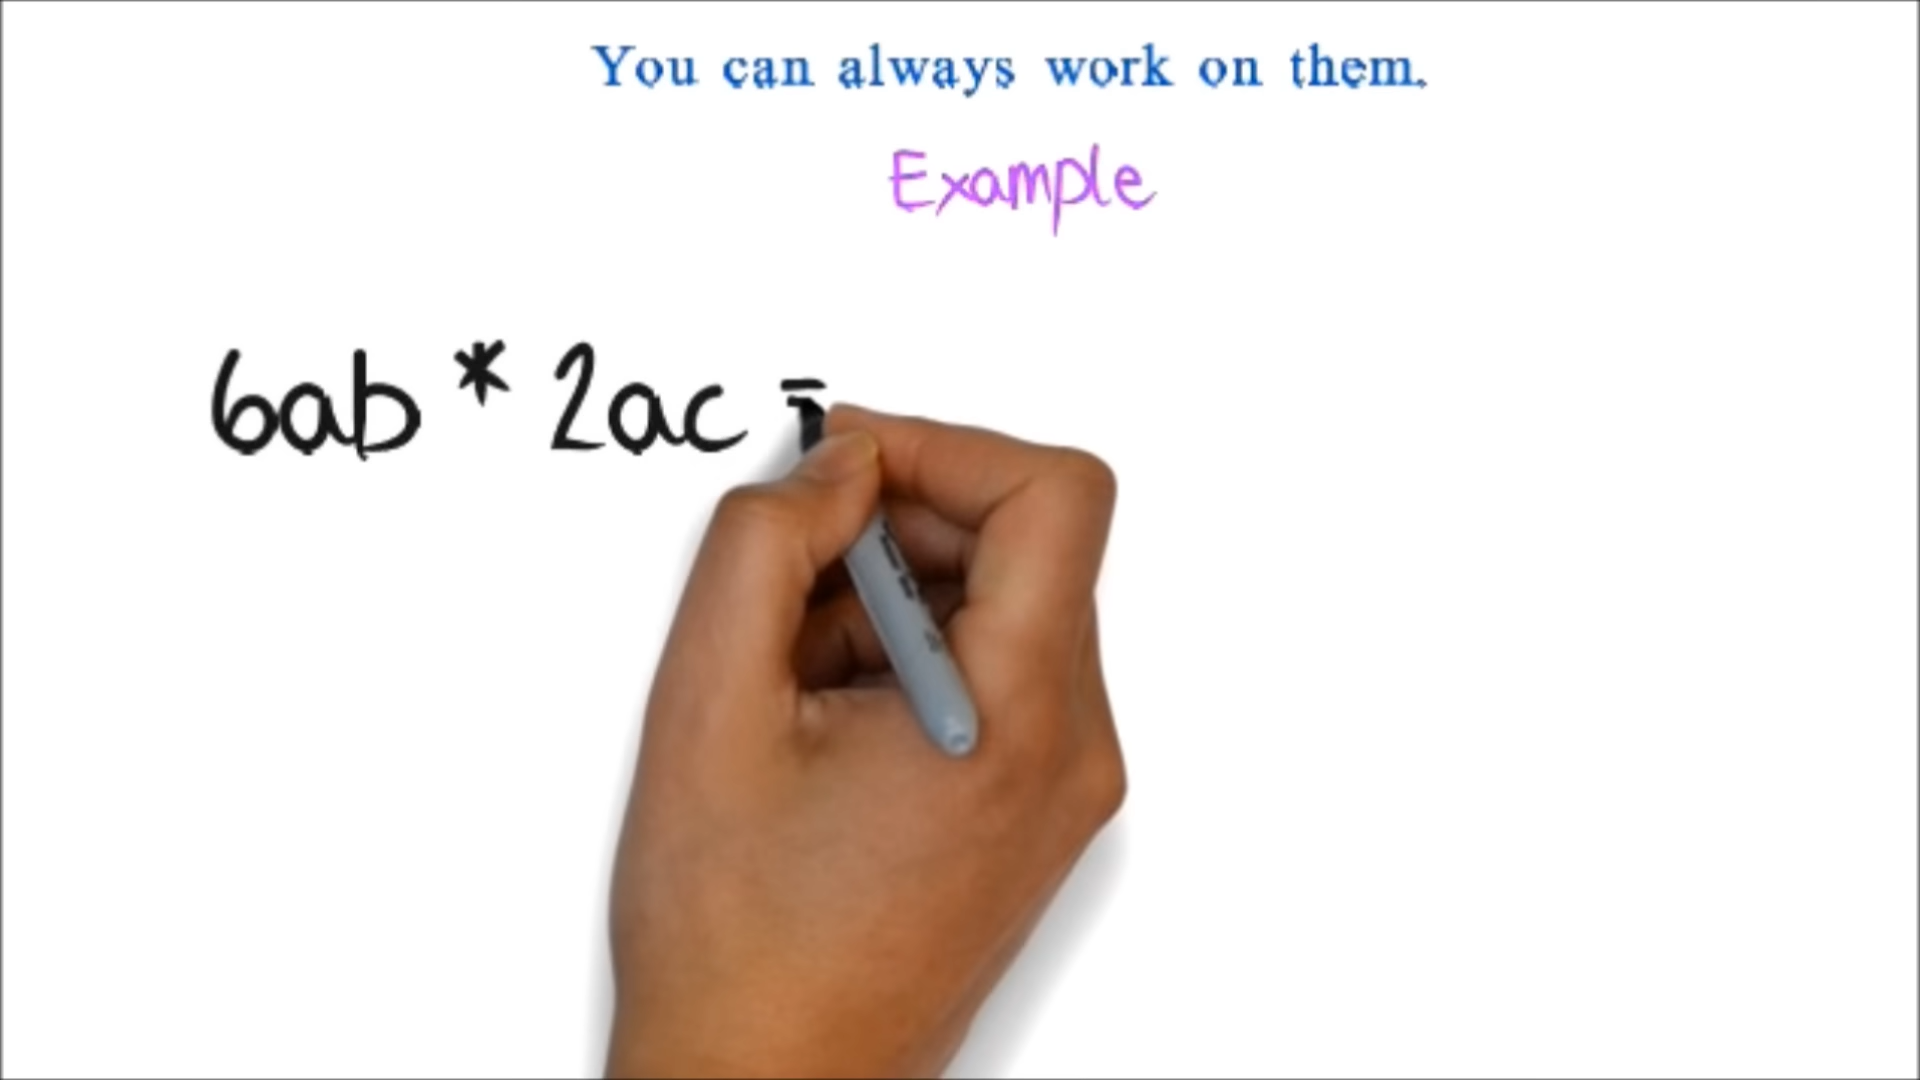 You can always work on them.
Example
6ab * 2ac =